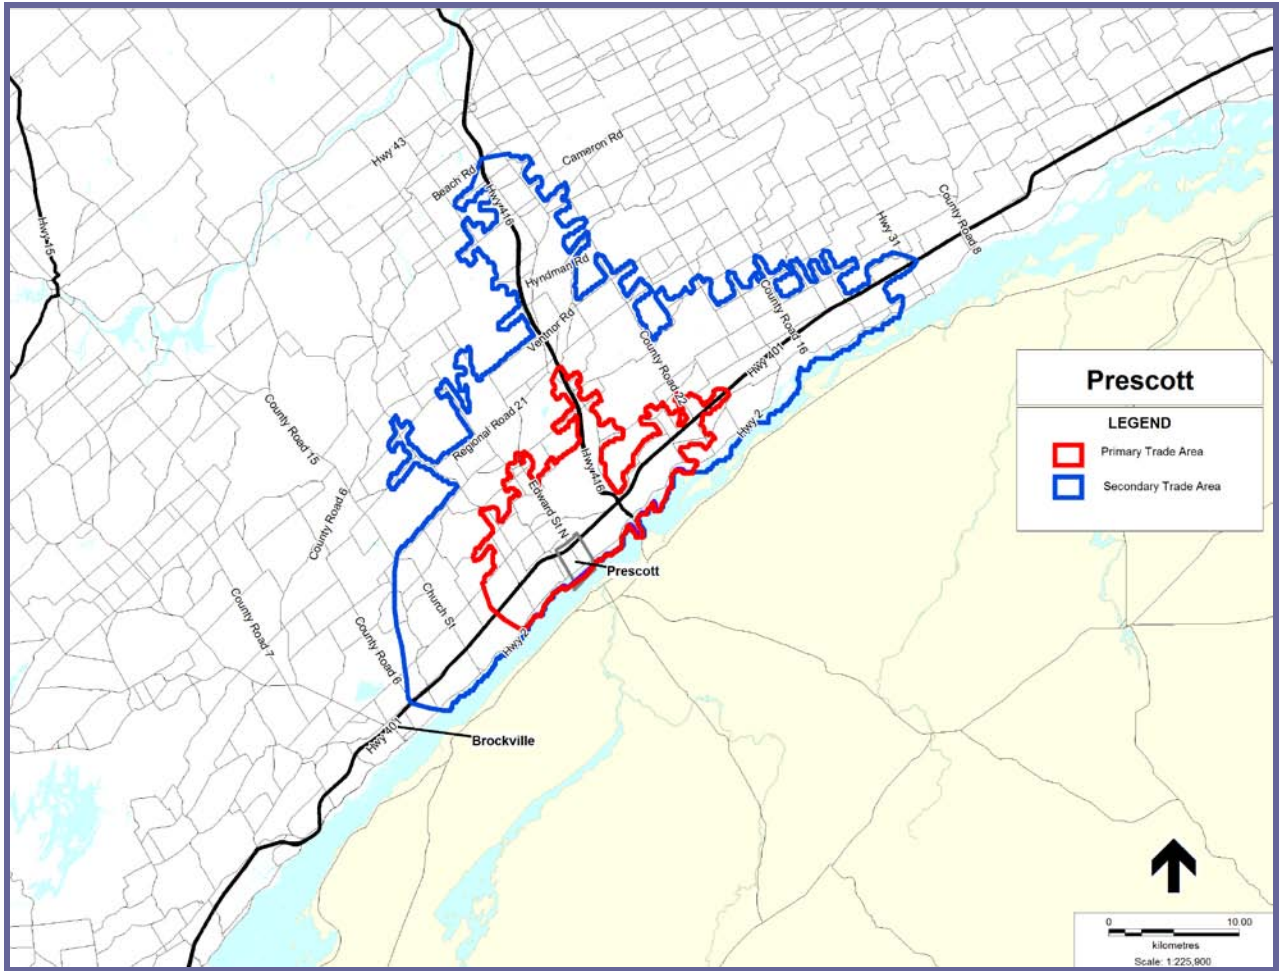 Hwy 43
Cameron Rd
Beach Rd
Hwy 416
Hwy 15
Hwy 31
County Road 8
Hyndman Rd
Ventnor Rd
County Road 16
County Road 22
Hwy 401
Prescott
LEGEND
Primary Trade Area
Secondary Trade Area
County Road 15
Regional Road 21
Hwy 2
Hwy 416
Edward St N
County Road 6
Prescott
Church St
County Road 7
County Road 6
Hwy 2
Hwy 401
Brockville
0 10.00
kilometres
Scale: 1:225,900